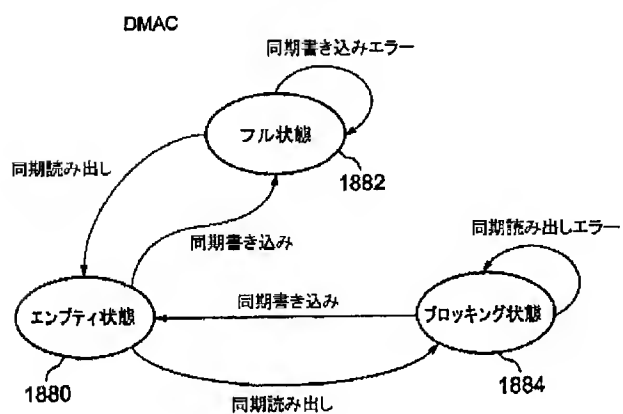 DMAC
同期書き込みエラー
フル状態
1882
同期読み出し
同期書き込み
同期読み出しエラー
エンプティ状態
同期書き込み
ブロッキング状態
1880
同期読み出し
1884